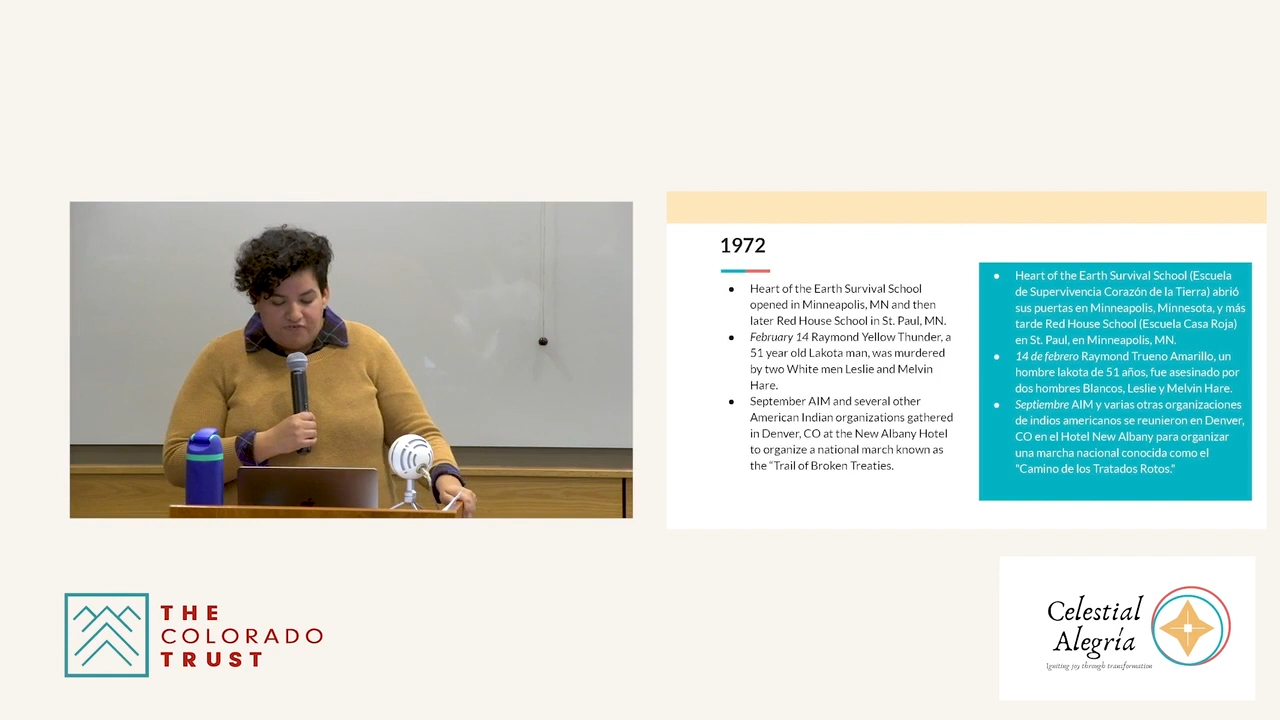 1972
● Heart of the Earth Survival School
opened in Minneapolis, MN and then
later Red House School in St. Paul, MN.
● February 14 Raymond Yellow Thunder, a
51 year old Lakota man, was murdered
by two White men Leslie and Melvin
Hare.
● September AIM and several other
American Indian organizations gathered
in Denver, CO at the New Albany Hotel
to organize a national march known as
the "Trail of Broken Treaties.
● Heart of the Earth Survival School (Escuela
de Supervivencia Corazón de la Tierra) abrió
sus puertas en Minneapolis, Minnesota, y más
tarde Red House School (Escuela Casa Roja)
en St. Paul, en Minneapolis, MN.
● 14 de febrero Raymond Trueno Amarillo, un
hombre lakota de 51 años, fue asesinado por
dos hombres Blancos, Leslie y Melvin Hare.
● Septiembre AIM y varias otras organizaciones
de indios americanos se reunieron en Denver,
CO en el Hotel New Albany para organizar
una marcha nacional conocida como el
"Camino de los Tratados Rotos."
THE
COLORADO
TRUST
Celestial
Alegría
Igniting joy through transformation